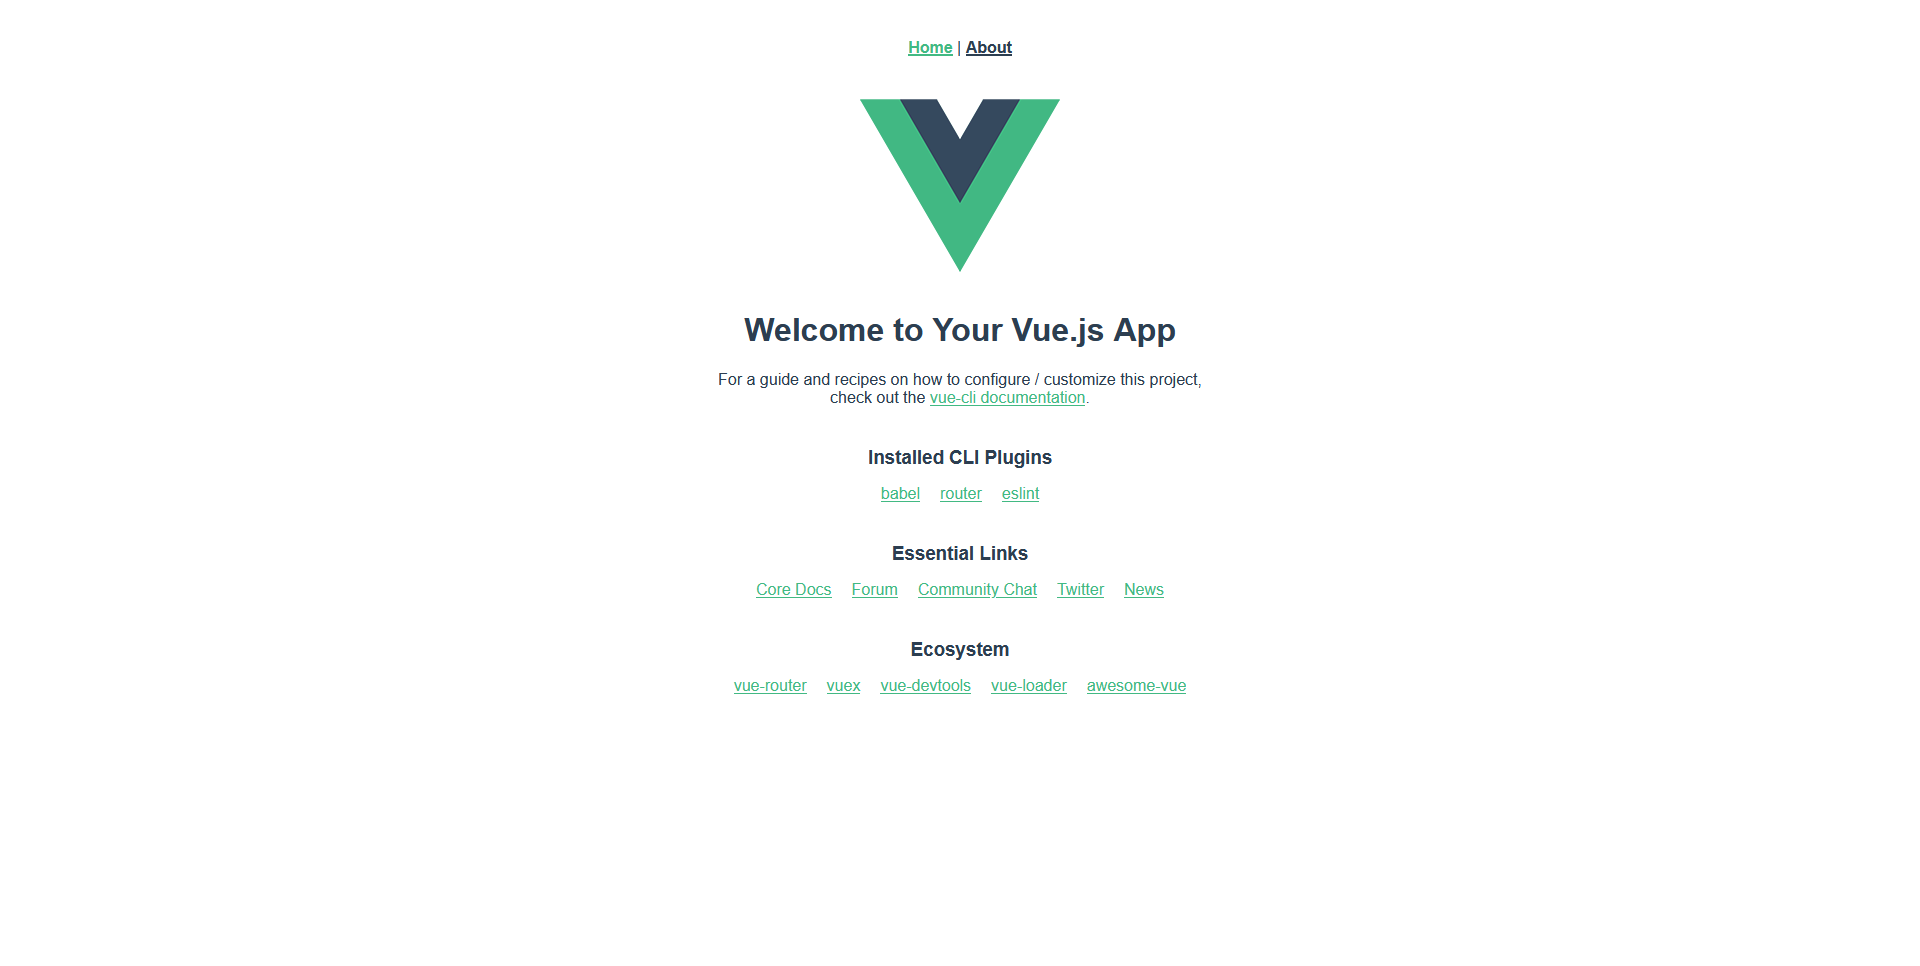 Home | About
Welcome to Your Vue.js App
For a guide and recipes on how to configure / customize this project,
check out the vue-cli documentation.
Installed CLI Plugins
babel router eslint
Essential Links
Core Docs Forum Community Chat Twitter News
Ecosystem
vue-router vuex vue-devtools vue-loader awesome-vue